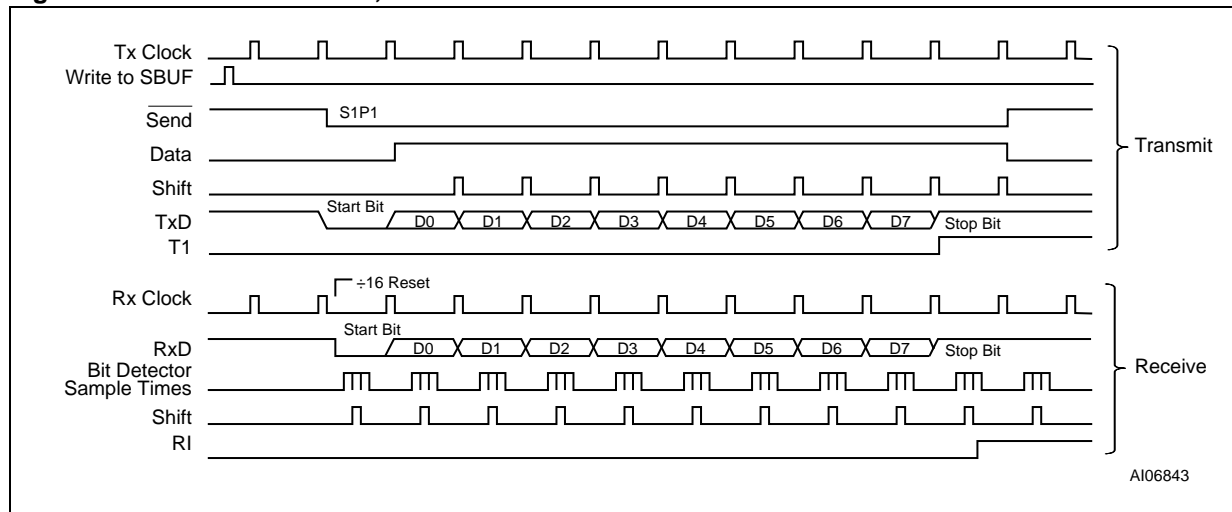 Tx Clock
Write to SBUF
Send
S1P1
Data
Transmit
Shift
Start Bit
TxD
D0 D1 D2 D3 D4 D5 D6 D7
Stop Bit
T1
÷16 Reset
Rx Clock
Start Bit
RxD
D0 D1 D2 D3 D4 D5 D6 D7
Stop Bit
Bit Detector
Sample Times
Receive
Shift
RI
AI06843